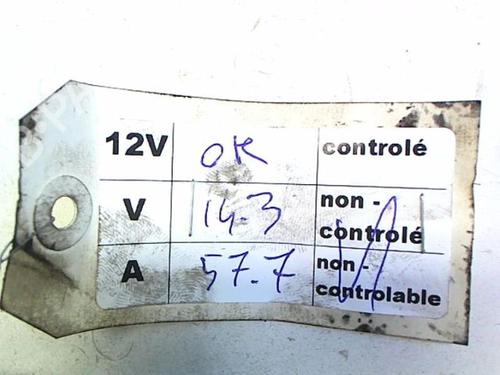 12V OK controlé
V 14.3 non - controlé
A 57.7 non - controlable